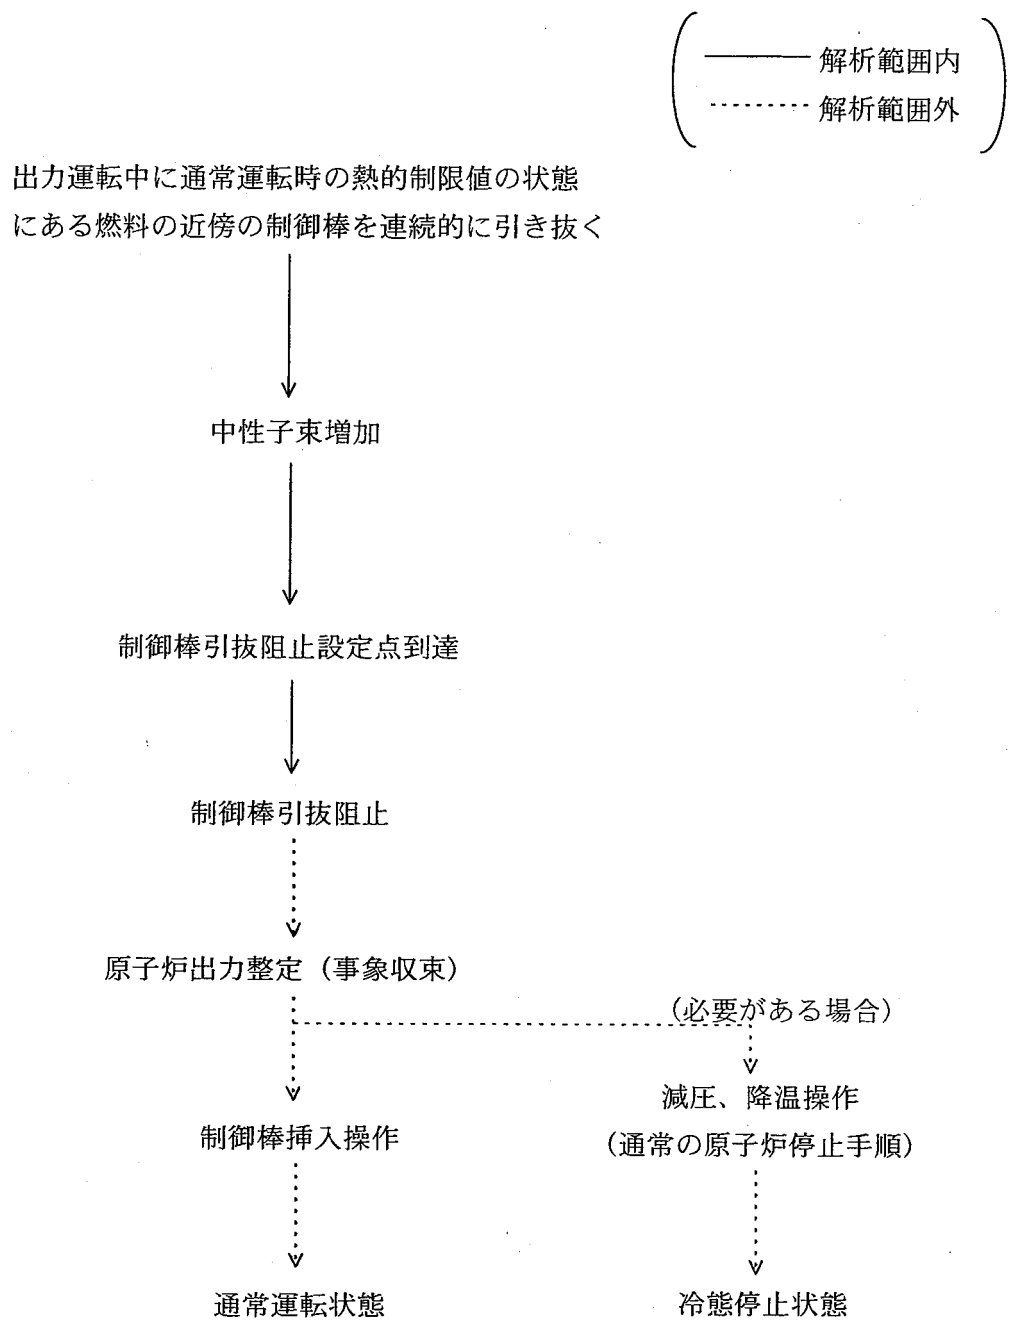 解析範囲内
解析範囲外
出力運転中に通常運転時の熱的制限値の状態
にある燃料の近傍の制御棒を連続的に引き抜く
中性子束増加
制御棒引抜阻止設定点到達
制御棒引抜阻止
原子炉出力整定（事象収束）
（必要がある場合）
減圧、降温操作
（通常の原子炉停止手順）
制御棒挿入操作
通常運転状態
冷態停止状態